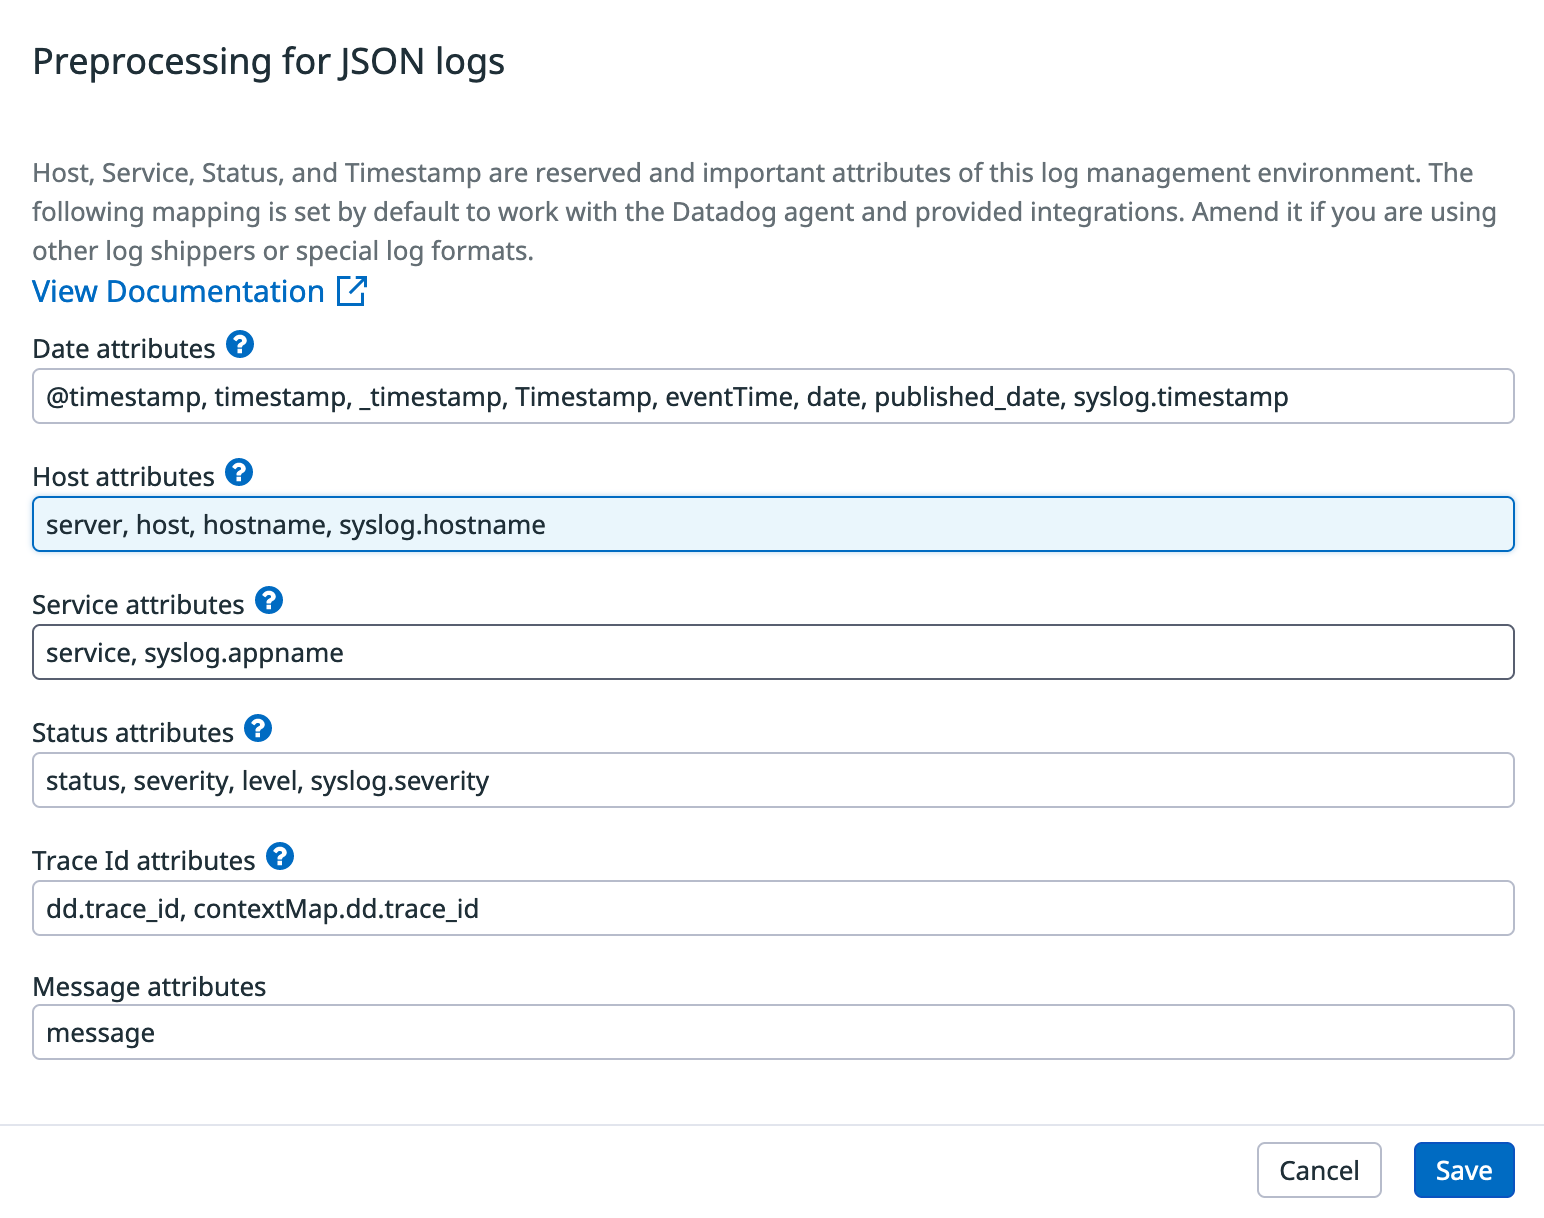 Preprocessing for JSON logs
Host, Service, Status, and Timestamp are reserved and important attributes of this log management environment. The
following mapping is set by default to work with the Datadog agent and provided integrations. Amend it if you are using
other log shippers or special log formats.
View Documentation
Date attributes ?
@timestamp, timestamp, _timestamp, Timestamp, eventTime, date, published_date, syslog.timestamp
Host attributes ?
server, host, hostname, syslog.hostname
Service attributes ?
service, syslog.appname
Status attributes ?
status, severity, level, syslog.severity
Trace Id attributes ?
dd.trace_id, contextMap.dd.trace_id
Message attributes
message
Cancel Save